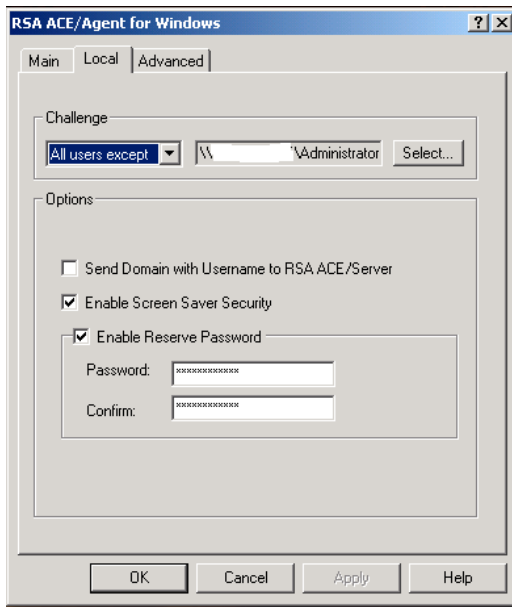 RSA ACE/Agent for Windows
Main Local Advanced
Challenge
All users except \\ \Administrator Select...
Options
Send Domain with Username to RSA ACE/Server
Enable Screen Saver Security
Enable Reserve Password
Password: ************
Confirm: ************
OK Cancel Apply Help